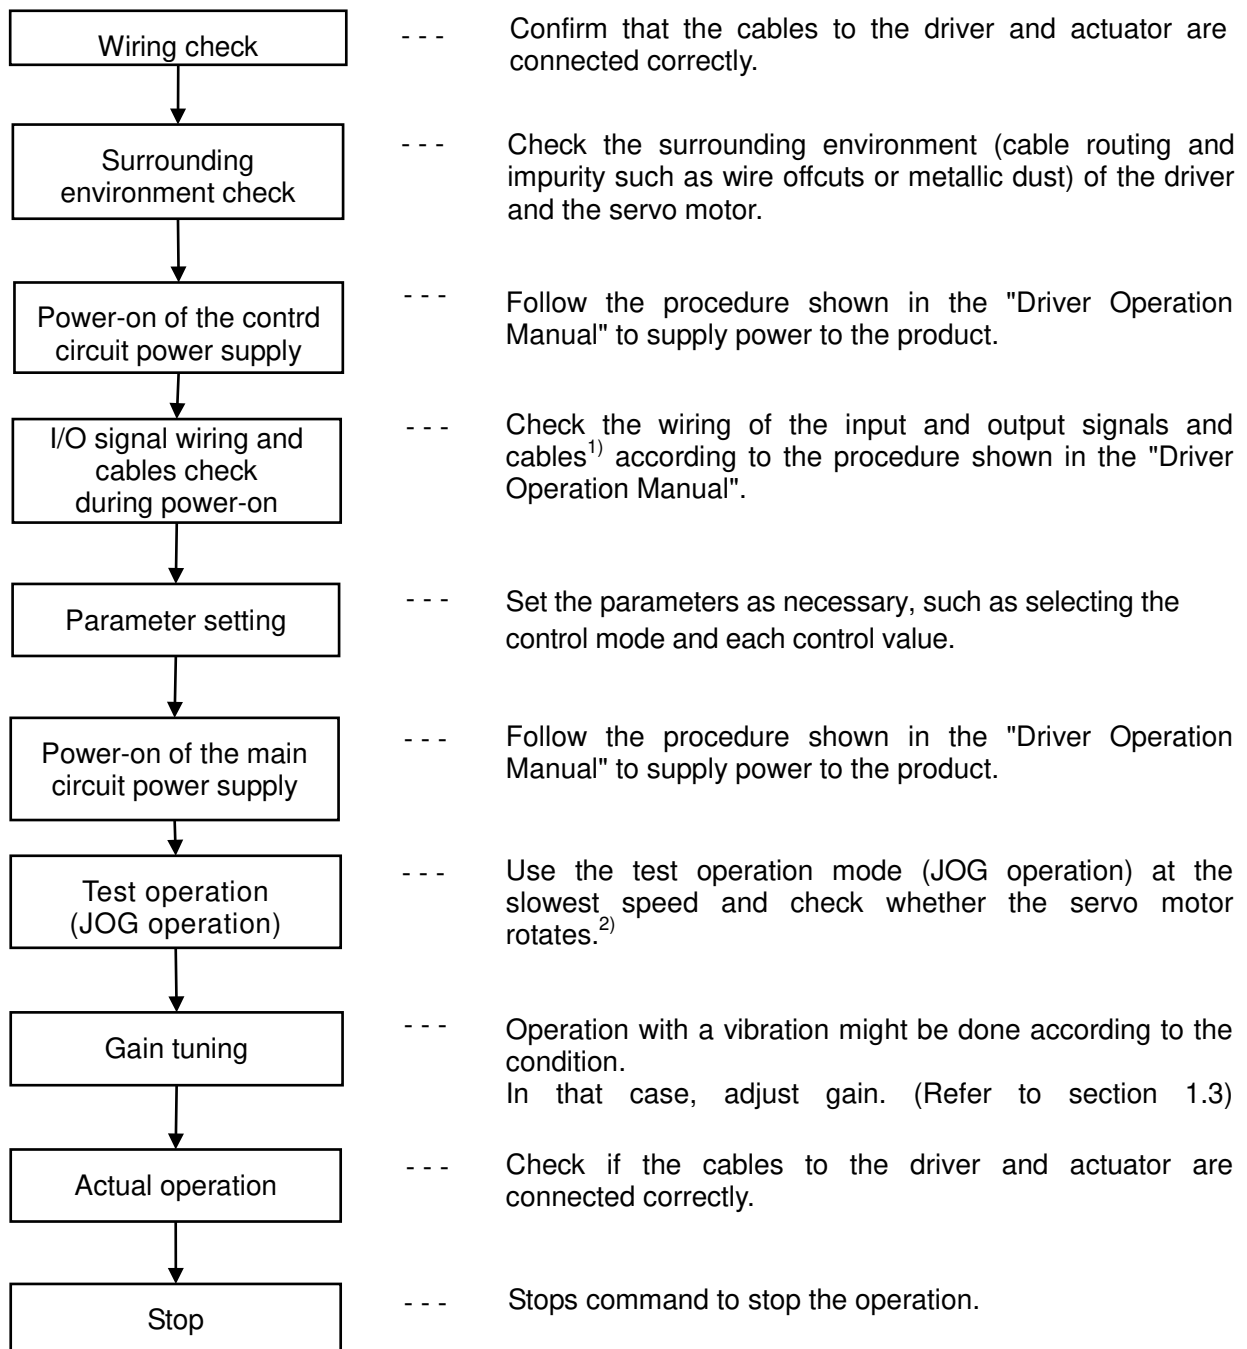 Wiring check
- - -
Confirm that the cables to the driver and actuator are
connected correctly.
Surrounding
environment check
- - -
Check the surrounding environment (cable routing and
impurity such as wire offcuts or metallic dust) of the driver
and the servo motor.
Power-on of the contrd
circuit power supply
- - -
Follow the procedure shown in the "Driver Operation
Manual" to supply power to the product.
I/O signal wiring and
cables check
during power-on
- - -
Check the wiring of the input and output signals and
cables1) according to the procedure shown in the "Driver
Operation Manual".
Parameter setting
- - -
Set the parameters as necessary, such as selecting the
control mode and each control value.
Power-on of the main
circuit power supply
- - -
Follow the procedure shown in the "Driver Operation
Manual" to supply power to the product.
Test operation
(JOG operation)
- - -
Use the test operation mode (JOG operation) at the
slowest speed and check whether the servo motor
rotates.2)
Gain tuning
- - -
Operation with a vibration might be done according to the
condition.
In that case, adjust gain. (Refer to section 1.3)
Actual operation
- - -
Check if the cables to the driver and actuator are
connected correctly.
Stop
- - -
Stops command to stop the operation.